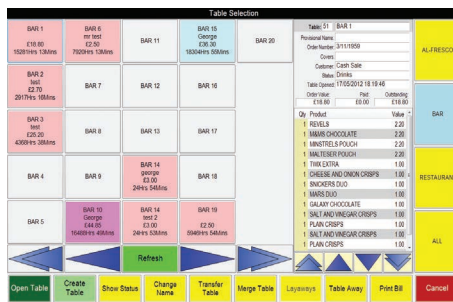 Table Selection
BAR 1
£18.80
15281Hrs 13Mins
BAR 6
mr test
£2.50
7920Hrs 13Mins
BAR 11
BAR 15
George
£36.30
18304Hrs 55Mins
BAR 20
BAR 2
test
£2.70
2917Hrs 16Mins
BAR 7
BAR 12
BAR 16
BAR 3
test
£25.20
4368Hrs 38Mins
BAR 8
BAR 13
BAR 17
BAR 4
BAR 9
BAR 14
george
£3.00
24Hrs 54Mins
BAR 18
BAR 5
BAR 10
George
£44.85
16489Hrs 49Mins
BAR 14
test 2
£3.00
24Hrs 53Mins
BAR 19
£2.50
5946Hrs 54Mins
Refresh
Table: 51 BAR 1
Provisional Name:
Order Number: 3/11/1959
Covers:
Customer: Cash Sale
Status: Drinks
Table Opened: 17/05/2012 18:19:46
Order Value: Paid: Outstanding:
£18.80 £0.00 £18.80
Qty Product Value
1 REVELS 2.20
1 M&MS CHOCOLATE 2.20
1 MINSTRELS POUCH 2.20
1 MALTESER POUCH 2.20
1 TWIX EXTRA 1.00
1 CHEESE AND ONION CRISPS 1.00
1 SNICKERS DUO 1.00
1 MARS DUO 1.00
1 GALAXY CHOCOLATE 1.00
1 SALT AND VINEGAR CRISPS 1.00
1 PLAIN CRISPS 1.00
1 SALT AND VINEGAR CRISPS 1.00
1 PLAIN CRISPS 1.00
AL-FRESCO
BAR
RESTAURAN
ALL
Open Table
Create Table
Show Status
Change Name
Transfer Table
Merge Table
Layaways
Table Away
Print Bill
Cancel